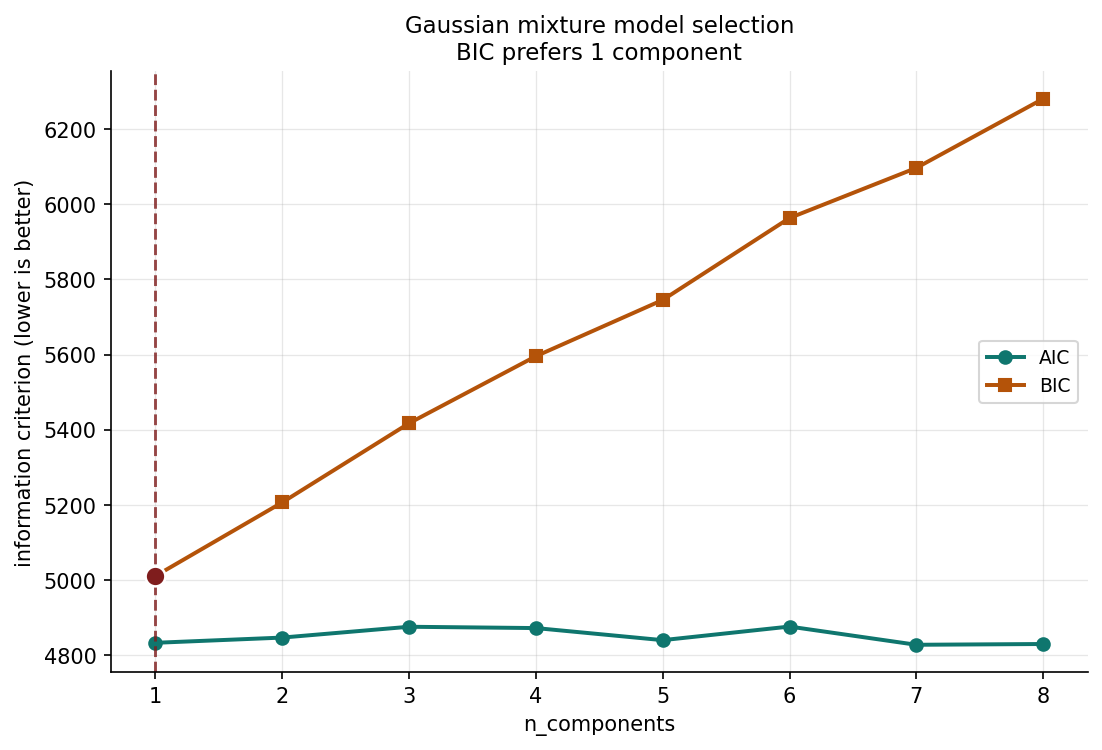 Gaussian mixture model selection
BIC prefers 1 component
information criterion (lower is better)
6200
6000
5800
5600
5400
5200
5000
4800
AIC
BIC
1 2 3 4 5 6 7 8
n_components